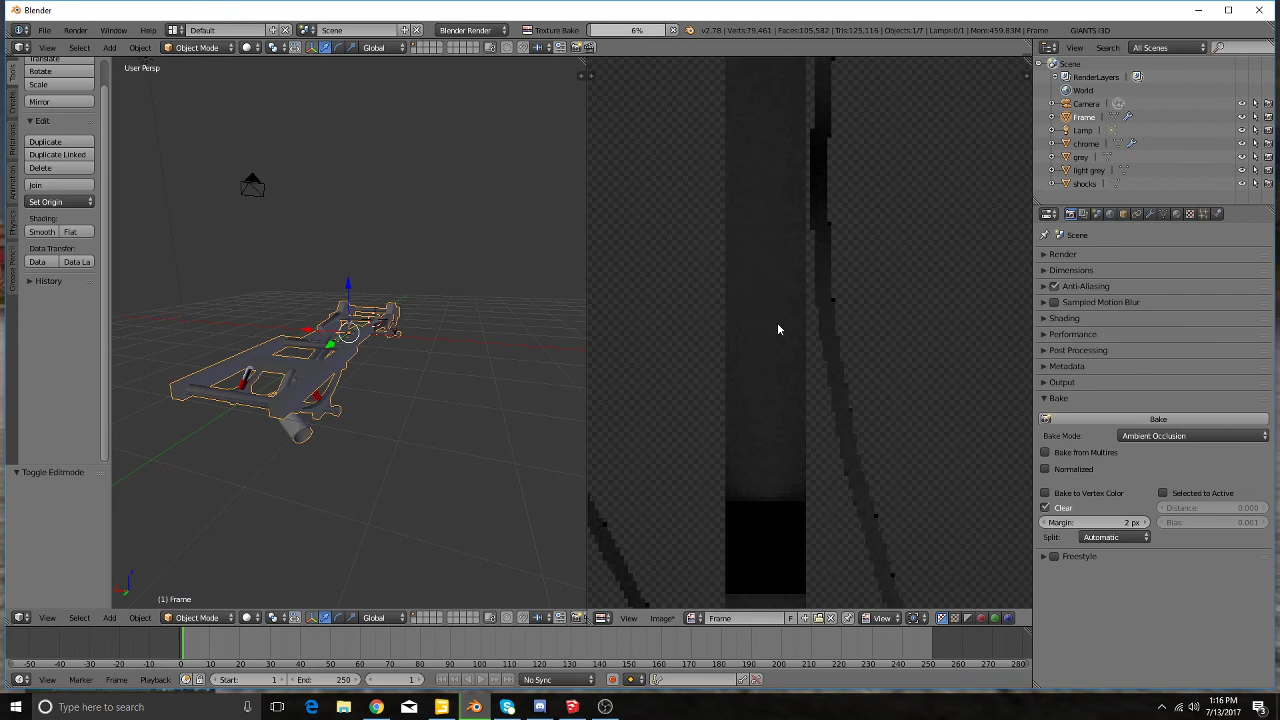 Blender
File Render Window Help Default Scene Blender Render Texture Bake 6% v2.78 | Verts:79,461 | Faces:105,582 | Tris:125,116 | Objects:1/7 | Lamps:0/1 | Mem:459.83M | Frame GIANTS I3D
View Select Add Object Object Mode Global
View Search All Scenes
Tools
Create
Relations
Animation
Physics
Grease Pencil
Translate
Rotate
Scale
Mirror
Edit
Duplicate
Duplicate Linked
Delete
Join
Set Origin
Shading:
Smooth Flat
Data Transfer:
Data Data La
History
Toggle Editmode
User Persp
(1) Frame
Scene
RenderLayers
World
Camera
Frame
Lamp
chrome
grey
light grey
shocks
Scene
Render
Dimensions
Anti-Aliasing
Sampled Motion Blur
Shading
Performance
Post Processing
Metadata
Output
Bake
Bake
Bake Mode: Ambient Occlusion
Bake from Multires
Normalized
Bake to Vertex Color Selected to Active
Clear Distance: 0.000
Margin: 2 px Bias: 0.001
Split: Automatic
Freestyle
View Select Add Object Object Mode Global View Image* Frame F View
-50 -40 -30 -20 -10 0 10 20 30 40 50 60 70 80 90 100 110 120 130 140 150 160 170 180 190 200 210 220 230 240 250 260 270 280
View Marker Frame Playback Start: 1 End: 250 1 No Sync
Type here to search
1:16 PM
7/13/2017